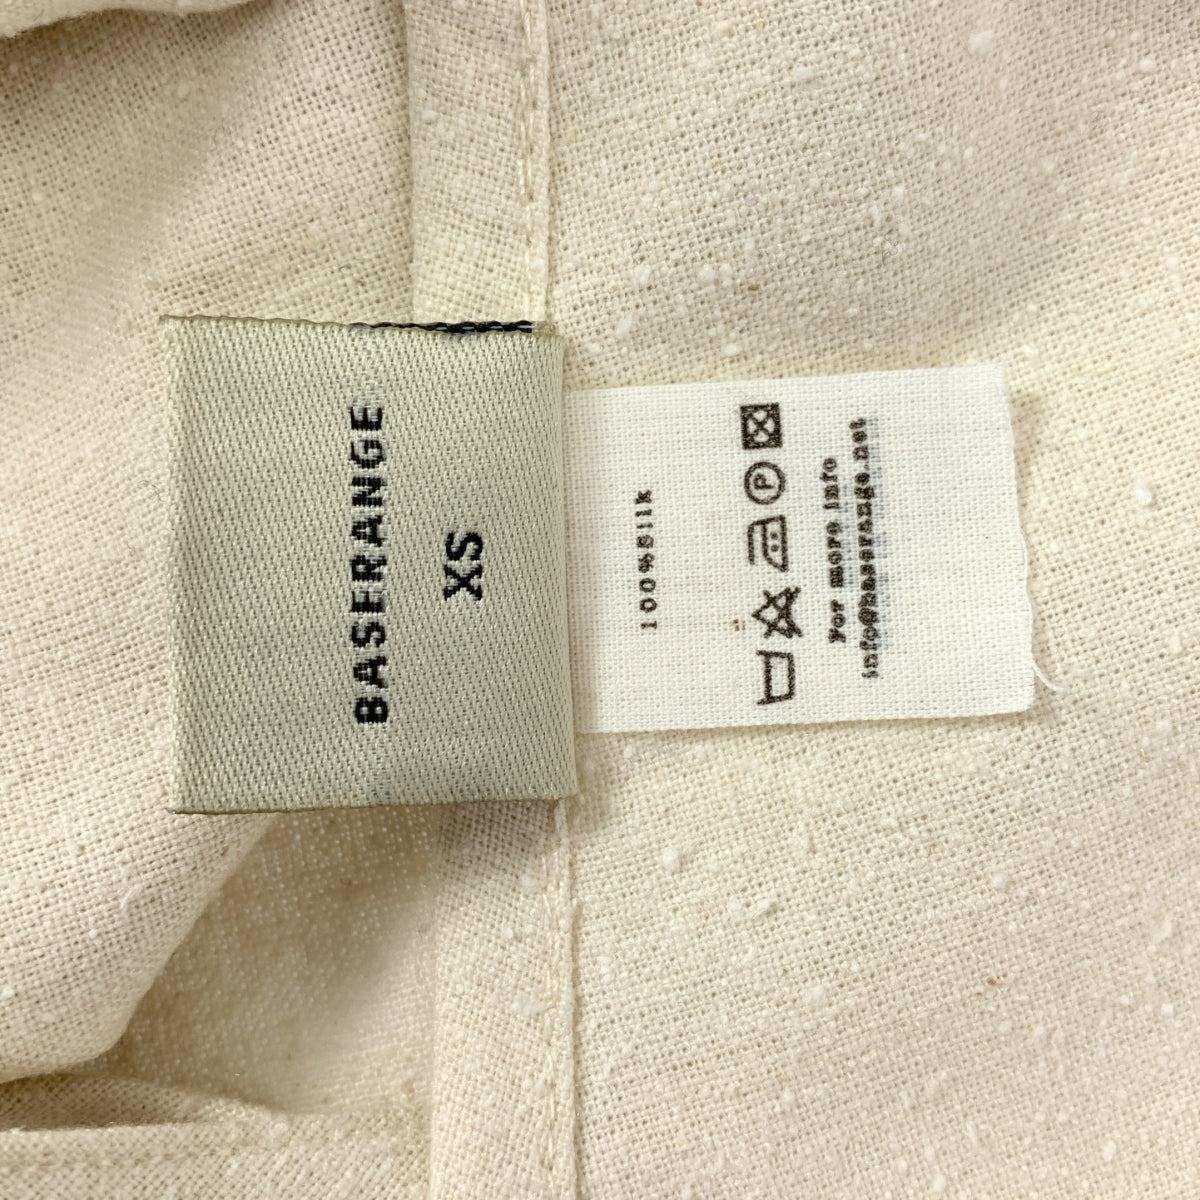 BASERANGE
XS
100%Silk
P
For more info
info@baserange.net